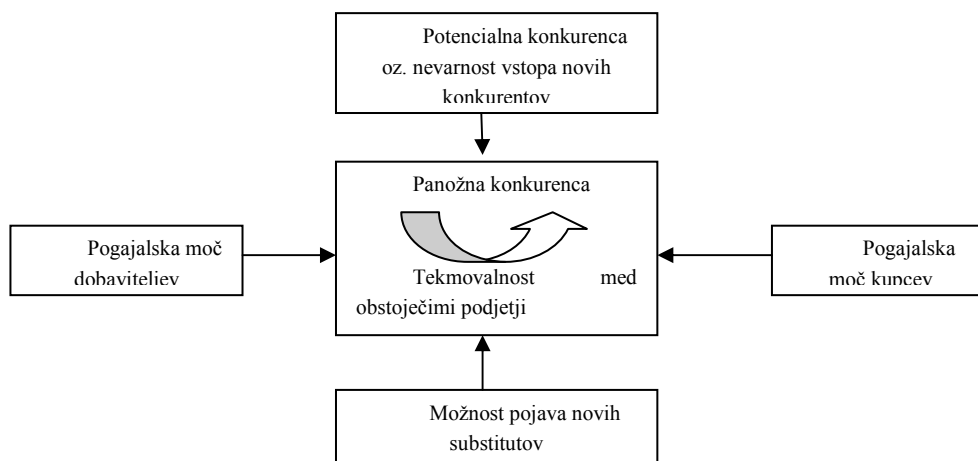 Potencialna konkurenca
oz. nevarnost vstopa novih
konkurentov
Panožna konkurenca
Pogajalska moč
dobaviteljev
Tekmovalnost med
obstoječimi podjetji
Pogajalska
moč kupcev
Možnost pojava novih
substitutov